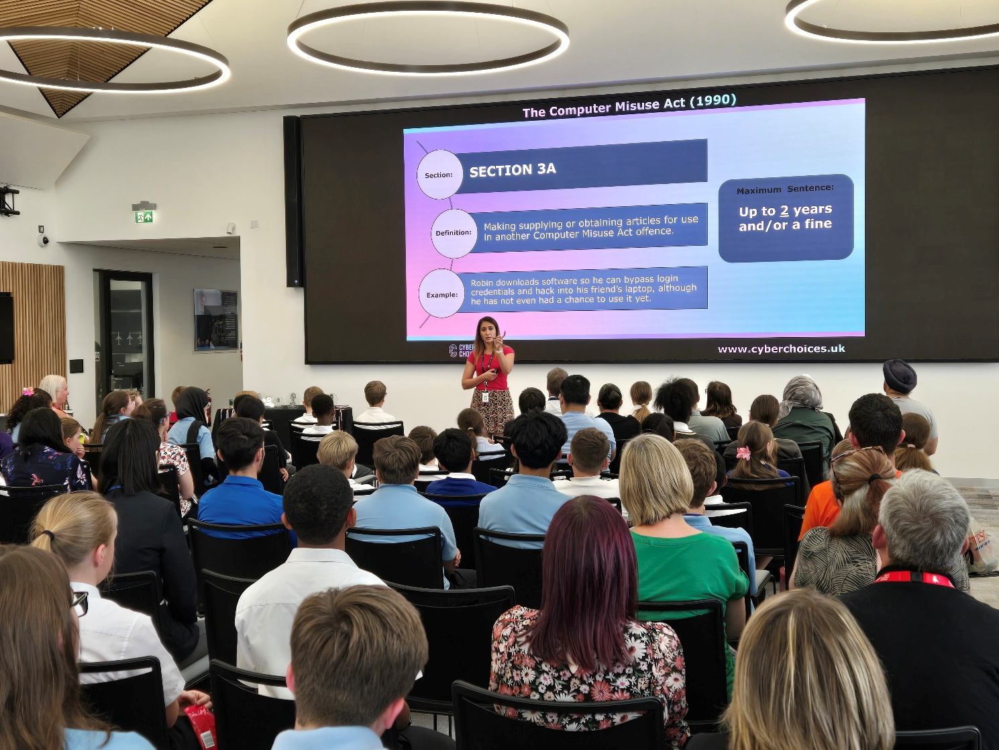 The Computer Misuse Act (1990)
Section:
SECTION 3A
Definition:
Making supplying or obtaining articles for use
in another Computer Misuse Act offence.
Example:
Robin downloads software so he can bypass login
credentials and hack into his friend's laptop, although
he has not even had a chance to use it yet.
Maximum Sentence:
Up to 2 years
and/or a fine
CYBER
CHO
www.cyberchoices.uk